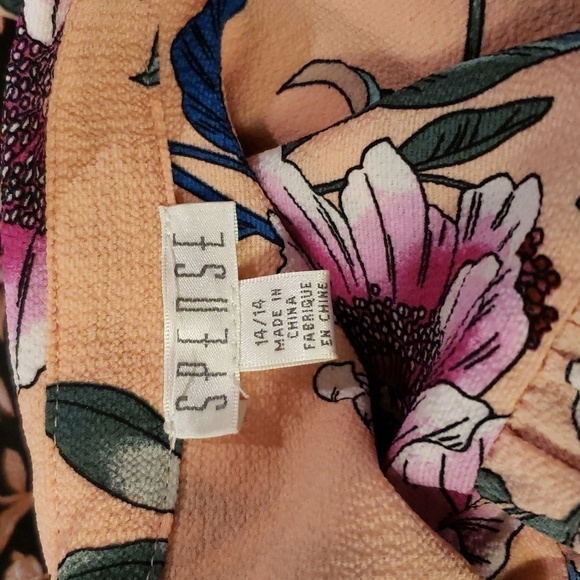 SPENSE
14/14
MADE IN
CHINA
FABRIQUE
EN CHINE